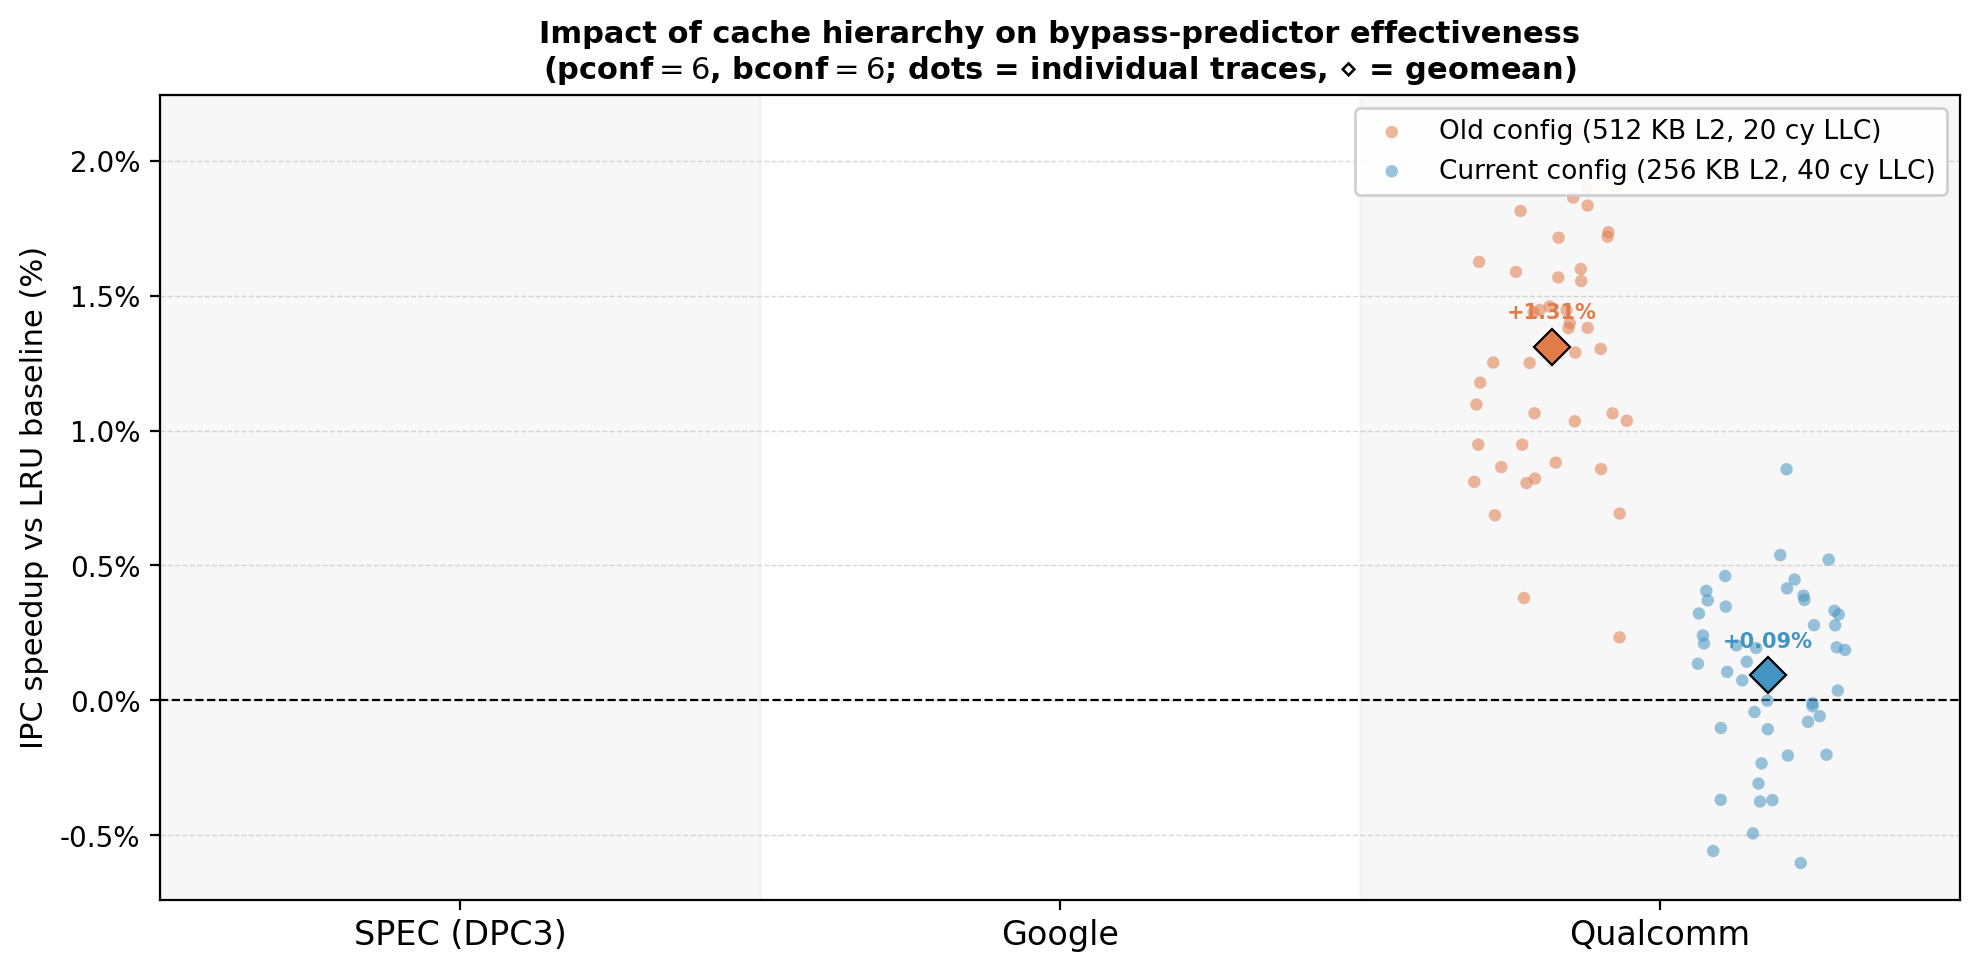 Impact of cache hierarchy on bypass-predictor effectiveness
(pconf = 6, bconf = 6; dots = individual traces, ⋄ = geomean)
Old config (512 KB L2, 20 cy LLC)
Current config (256 KB L2, 40 cy LLC)
IPC speedup vs LRU baseline (%)
2.0%
1.5%
1.0%
0.5%
0.0%
-0.5%
+1.31%
+0.09%
SPEC (DPC3)
Google
Qualcomm